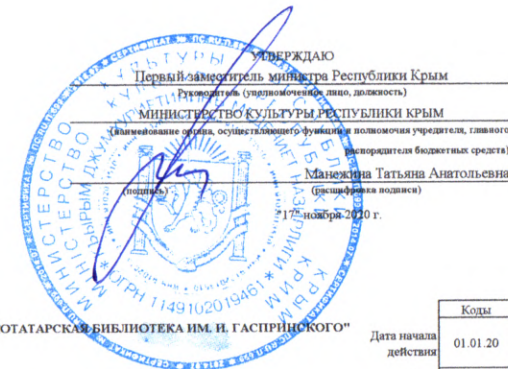 УТВЕРЖДАЮ
Первый заместитель министра Республики Крым
Руководитель (уполномоченное лицо, должность)
МИНИСТЕРСТВО КУЛЬТУРЫ РЕСПУБЛИКИ КРЫМ
(наименование органа, осуществляющего функции и полномочия учредителя, главного
распорядителя бюджетных средств)
Манежина Татьяна Анатольевна
(подпись) (расшифровка подписи)
"17" ноября 2020 г.
ОГРН 1149102019461
ОТАТАРСКАЯ БИБЛИОТЕКА ИМ. И. ГАСПРИНСКОГО"
Коды
Дата начала
действия 01.01.20